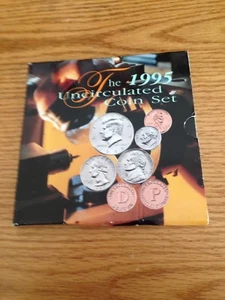 The 1995
Uncirculated
Coin Set
D
P